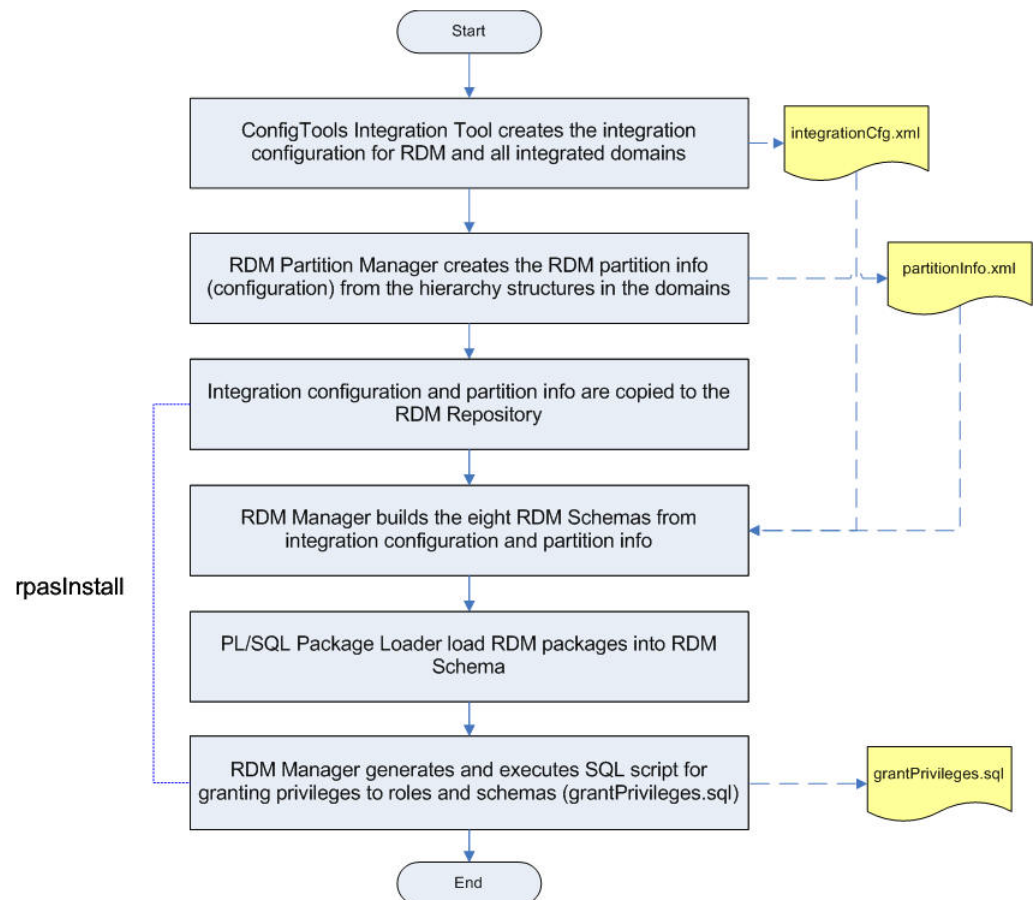 Start
ConfigTools Integration Tool creates the integration
configuration for RDM and all integrated domains
integrationCfg.xml
RDM Partition Manager creates the RDM partition info
(configuration) from the hierarchy structures in the domains
partitionInfo.xml
Integration configuration and partition info are copied to the
RDM Repository
RDM Manager builds the eight RDM Schemas from
integration configuration and partition info
rpasInstall
PL/SQL Package Loader load RDM packages into RDM
Schema
RDM Manager generates and executes SQL script for
granting privileges to roles and schemas (grantPrivileges.sql)
grantPrivileges.sql
End